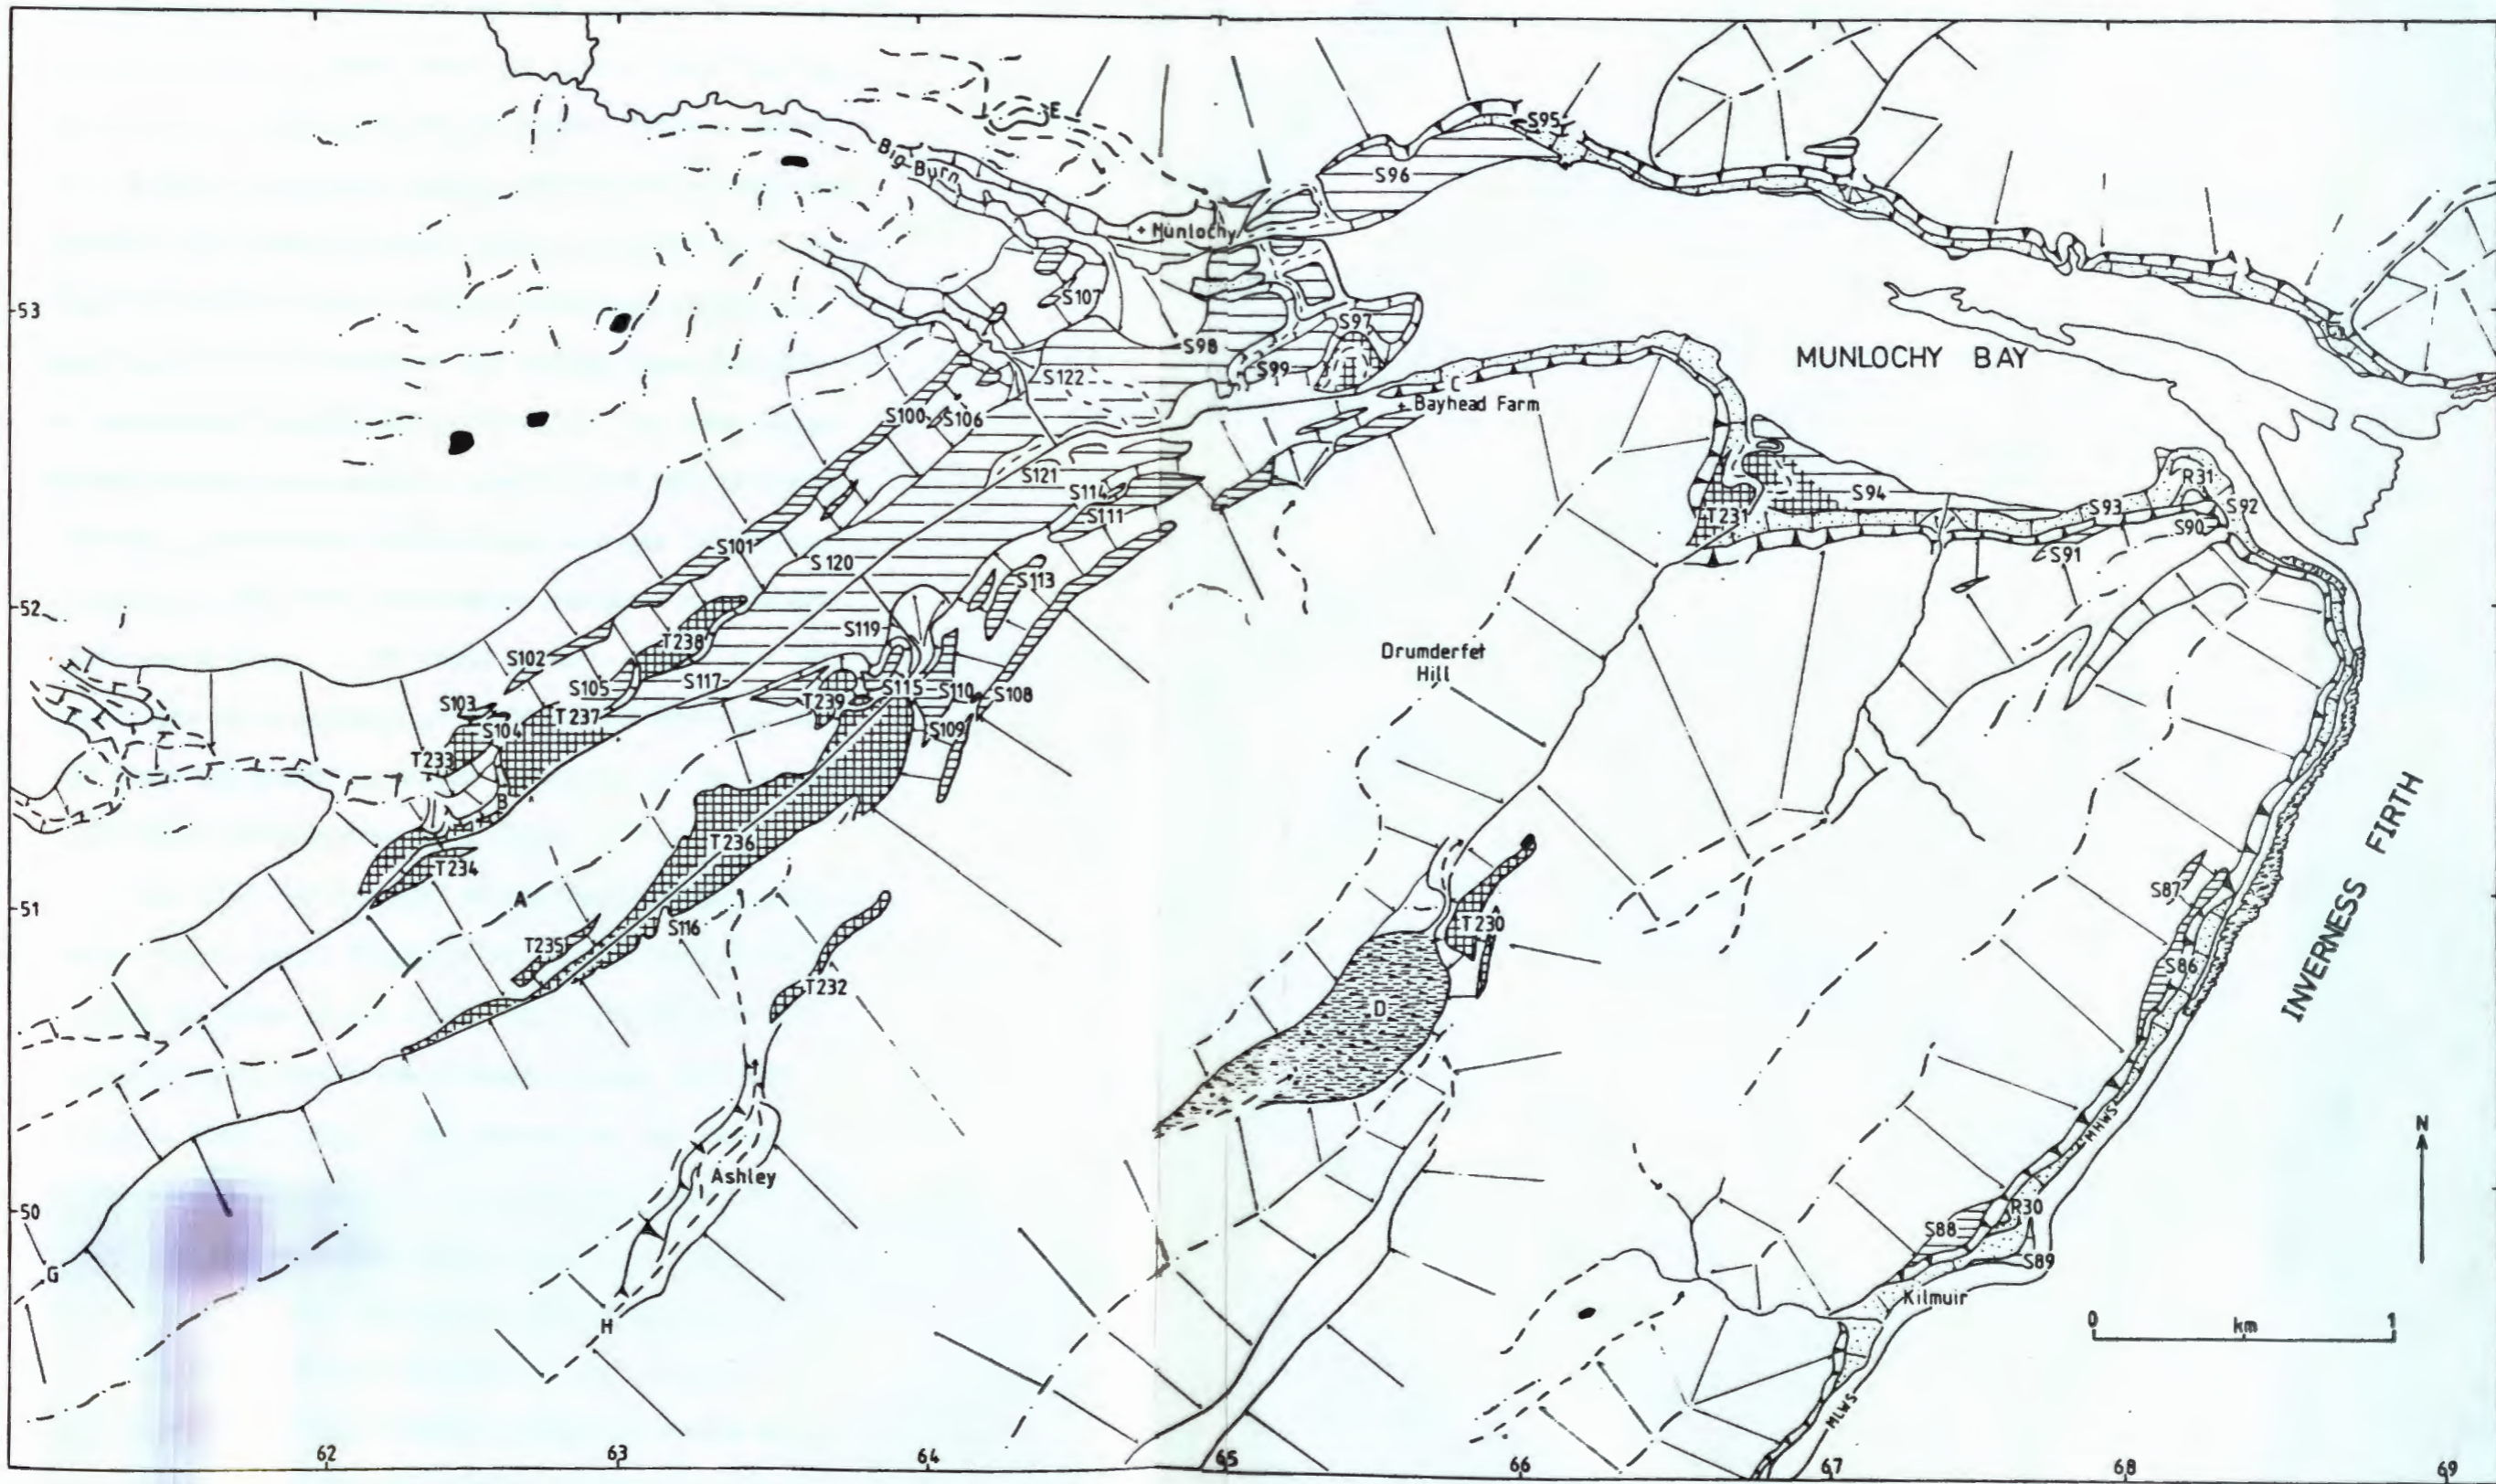 E
S95
Big Burn
S96
+ Munlochy
S107
53
S97
S98
MUNLOCHY BAY
S99
S122
C
+ Bayhead Farm
S100
S106
S121
R31
S114
S94
S93
S92
S111
T231
S90
S101
S91
S120
S113
52
S119
T238
Drumderfet
Hill
S102
S105
S117
S115
S110
S108
S103
T239
T237
S104
S109
T233
B
INVERNESS FIRTH
T236
T234
S87
A
51
T230
S116
T235
S86
T232
D
MHWS
N
Ashley
50
R30
S88
S89
G
Kilmuir
H
0 km 1
MLWS
62 63 64 65 66 67 68 69